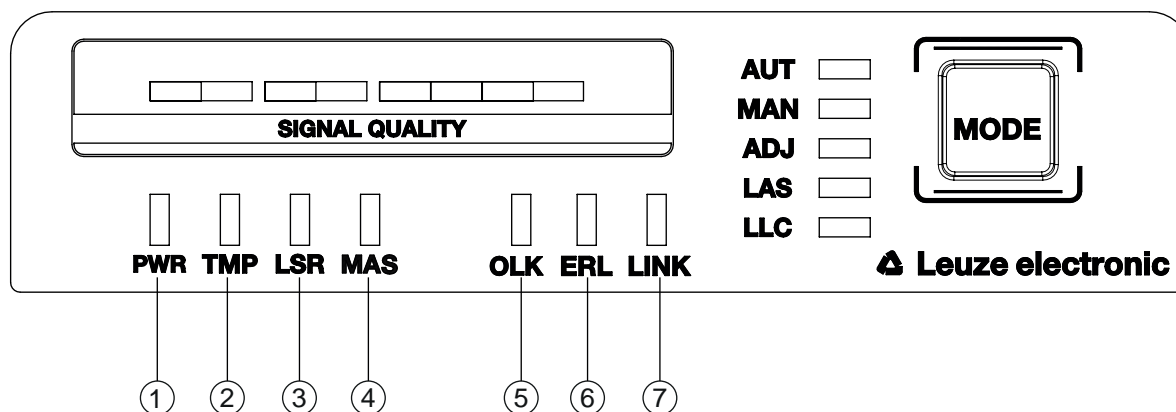 SIGNAL QUALITY
AUT
MAN
ADJ
LAS
LLC
MODE
PWR TMP LSR MAS OLK ERL LINK
Leuze electronic
1 2 3 4 5 6 7